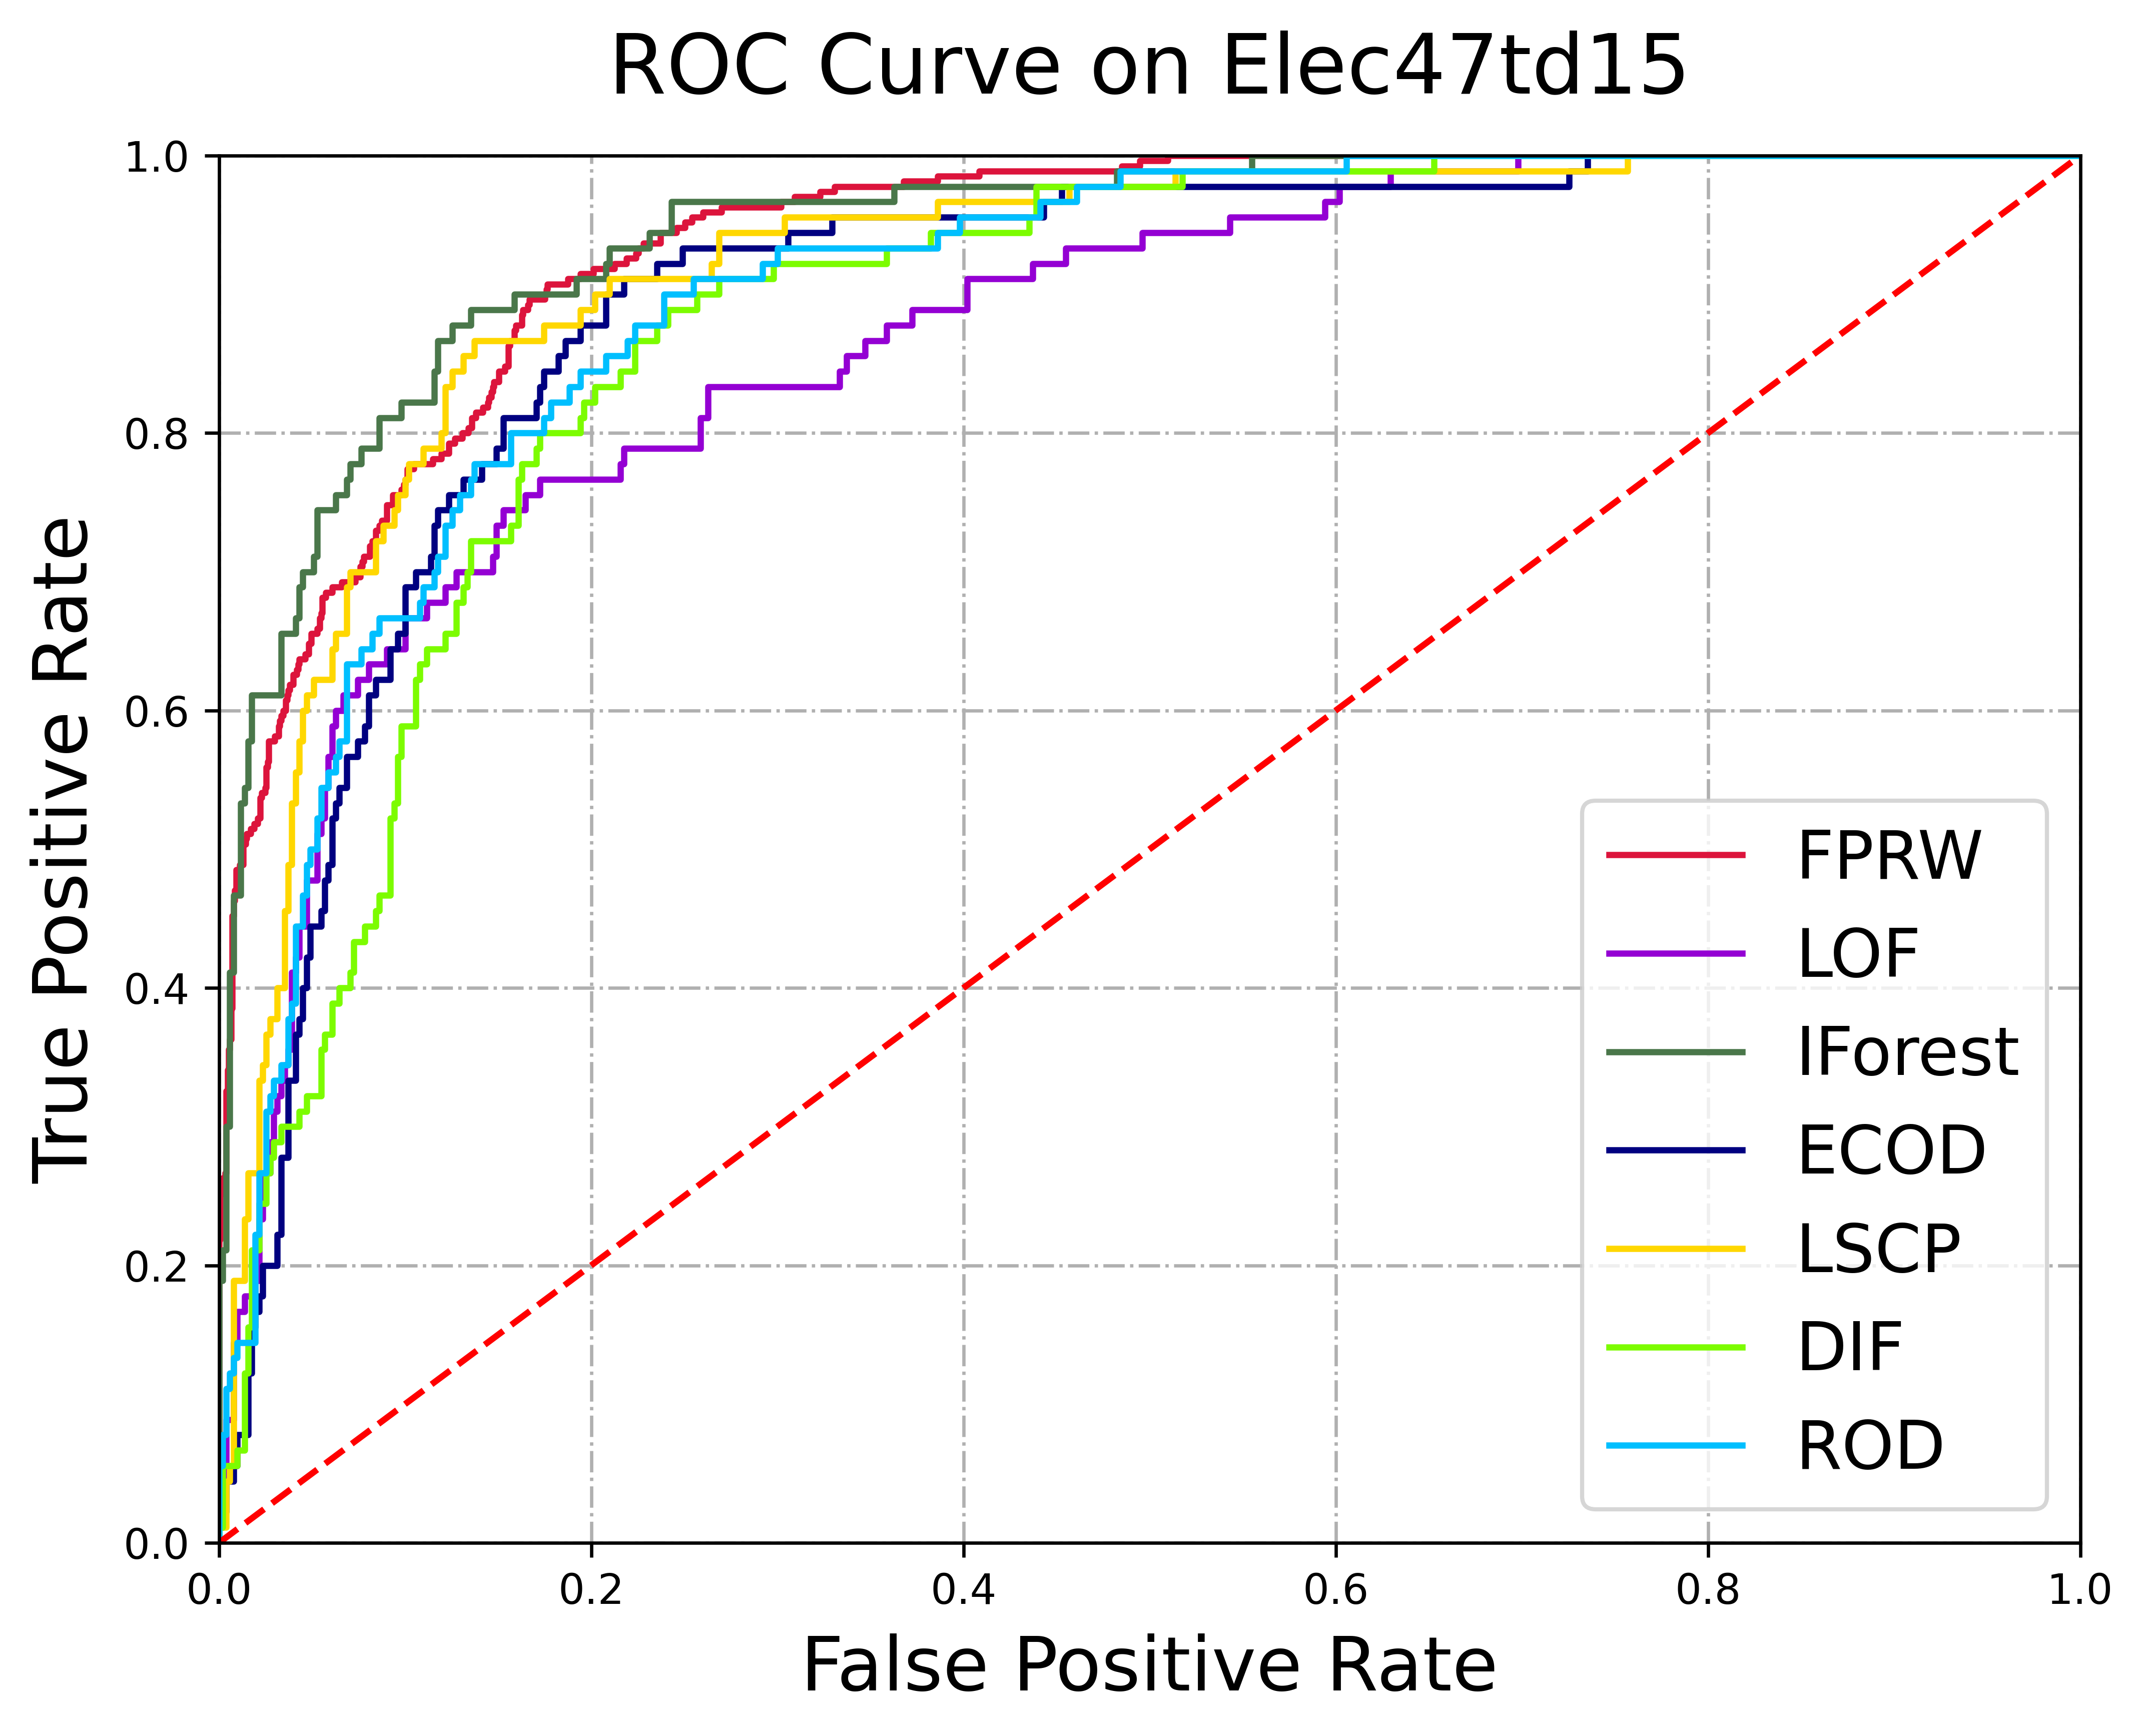 ROC Curve on Elec47td15
1.0
0.8
0.6
0.4
0.2
0.0
True Positive Rate
0.0 0.2 0.4 0.6 0.8 1.0
False Positive Rate
FPRW
LOF
IForest
ECOD
LSCP
DIF
ROD